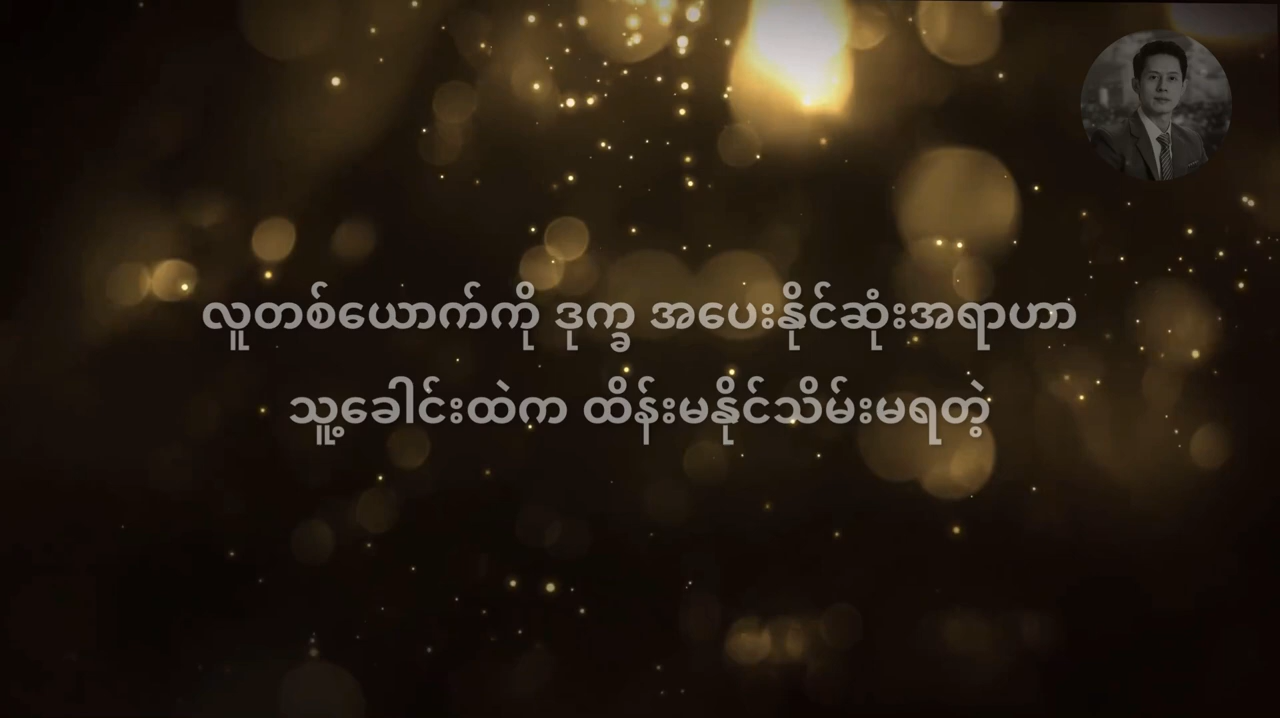 လူတစ်ယောက်ကို ဒုက္ခ အပေးနိုင်ဆုံးအရာဟာ
သူ့ခေါင်းထဲက ထိန်းမနိုင်သိမ်းမရတဲ့